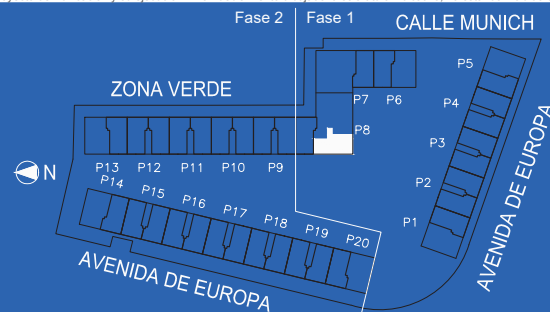 Fase 2
Fase 1
CALLE MUNICH
ZONA VERDE
P5
P4
P3
P2
P1
P7
P6
P8
P13
P12
P11
P10
P9
N
P14
P15
P16
P17
P18
P19
P20
AVENIDA DE EUROPA
AVENIDA DE EUROPA